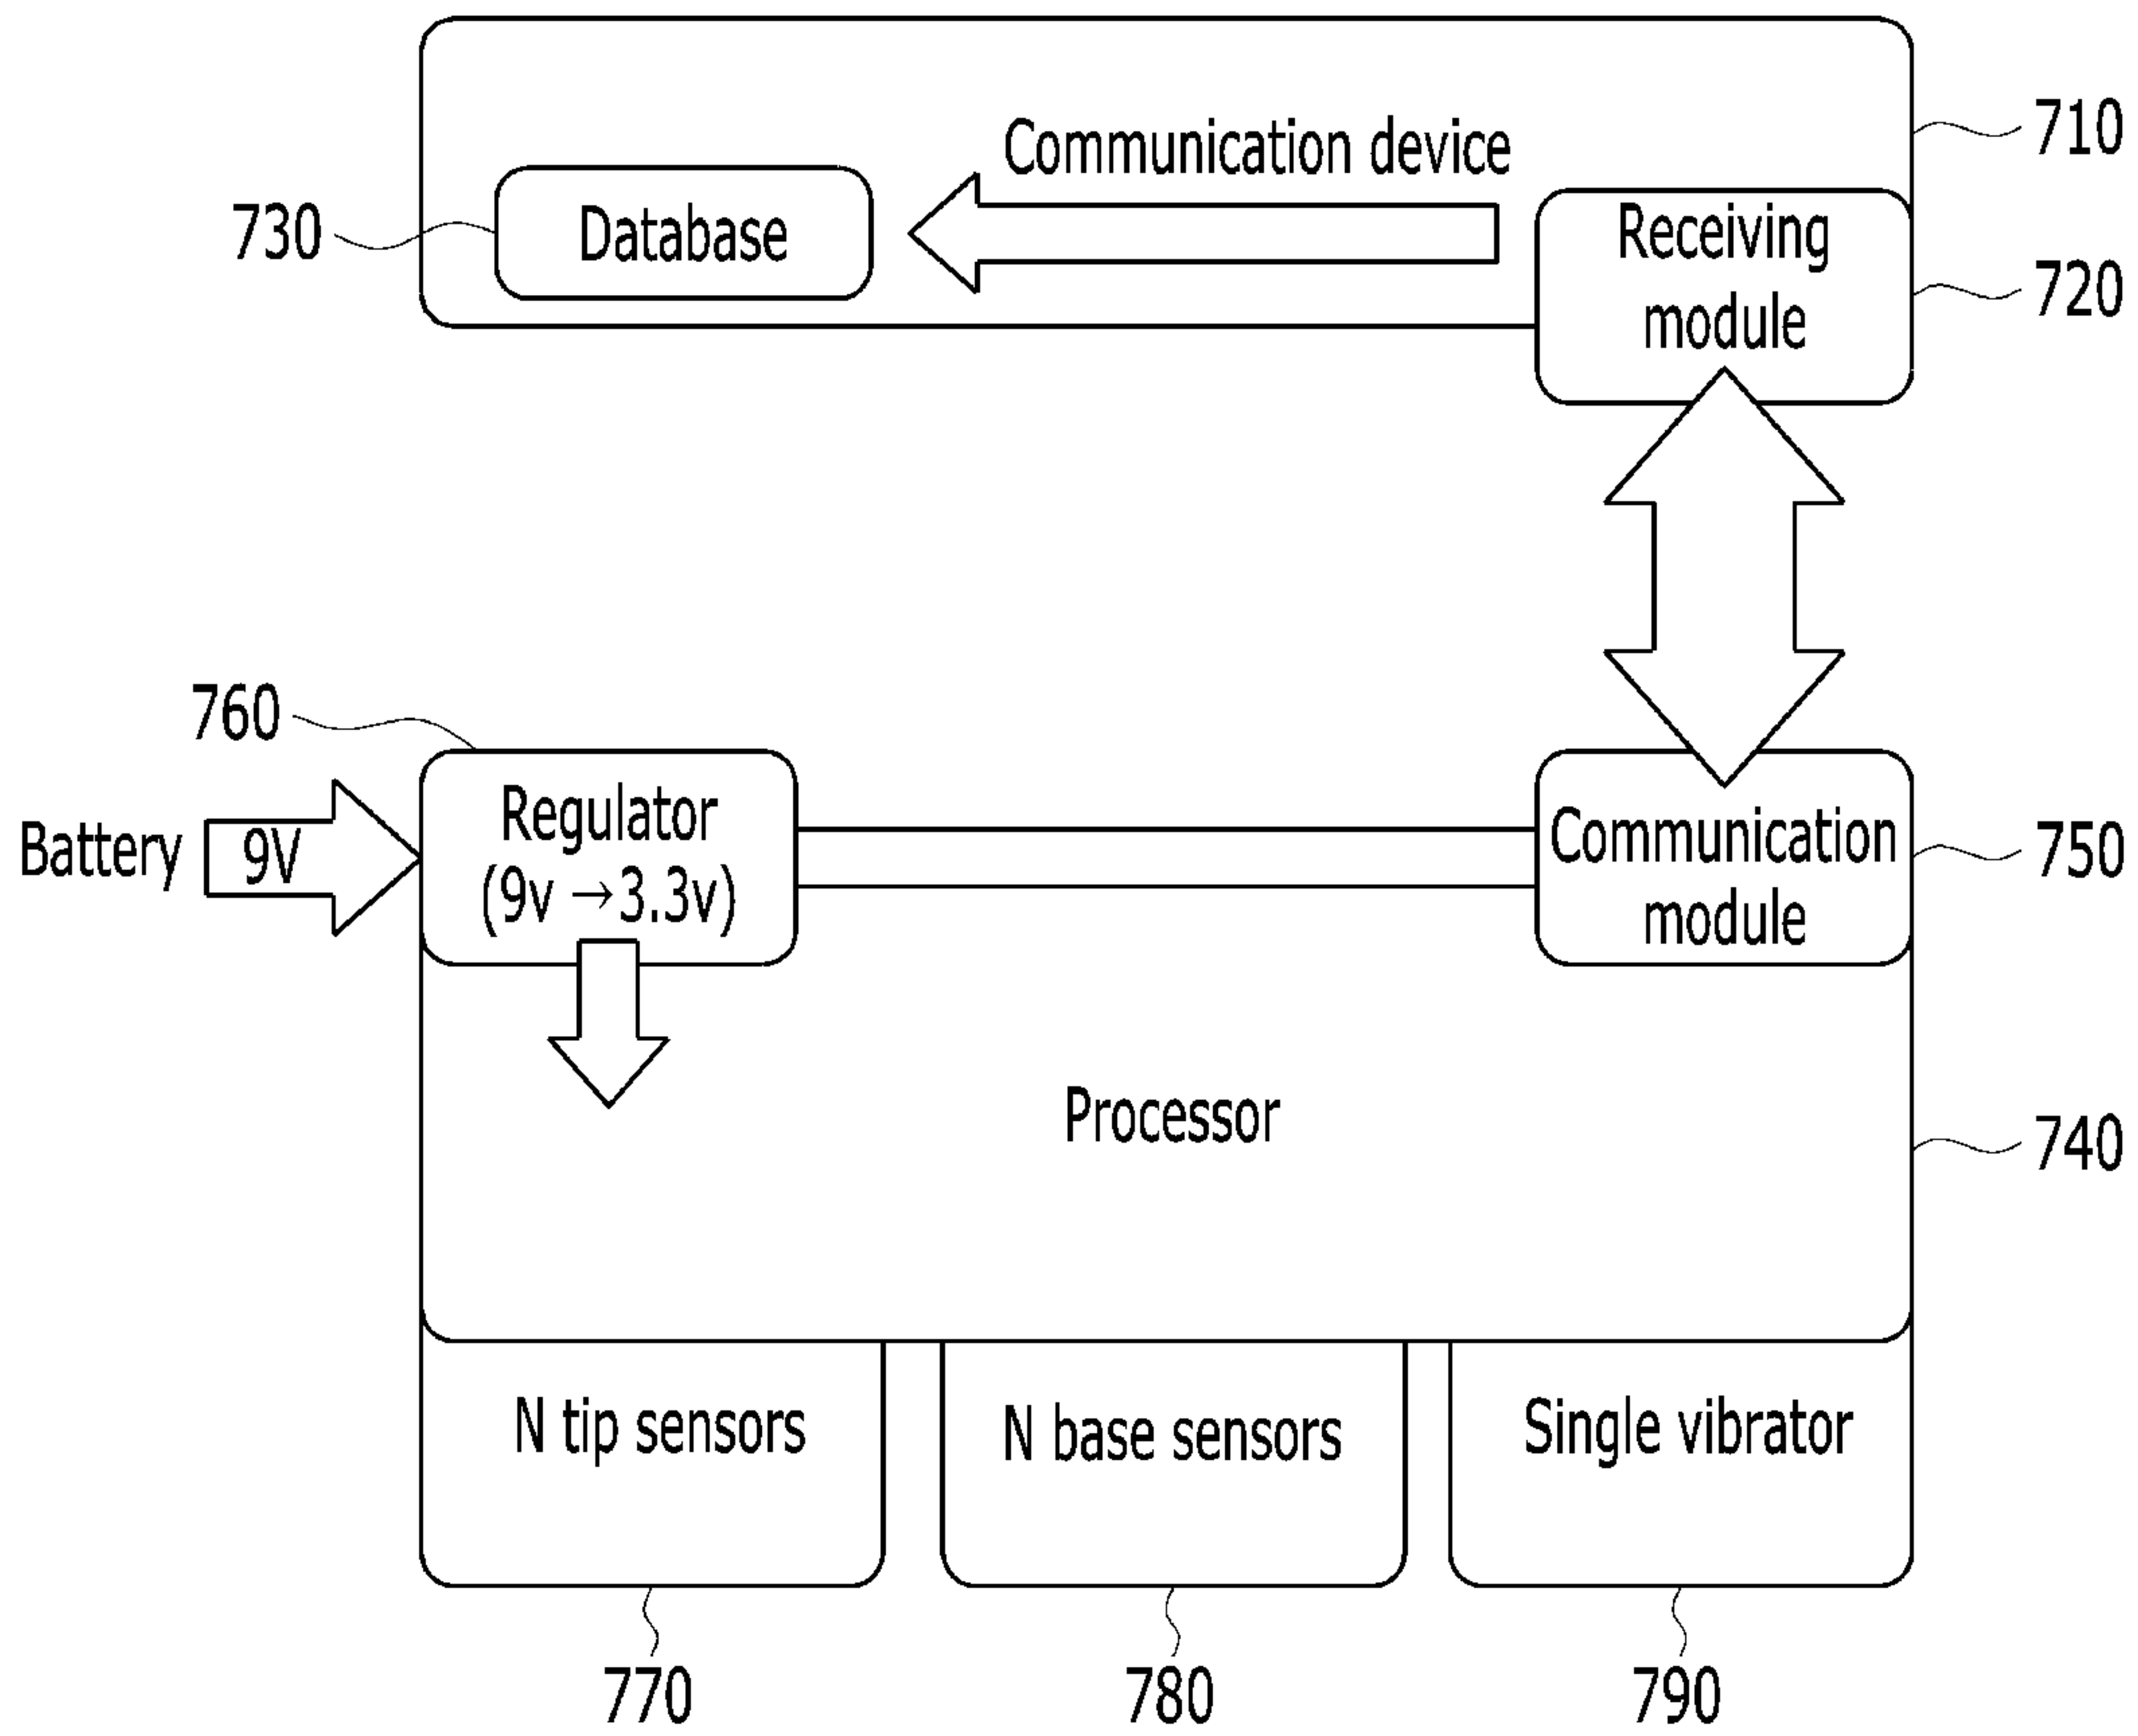 710
Communication device
730
Database
Receiving
module
720
760
Regulator
(9v →3.3v)
Battery
9V
Communication
module
750
Processor
740
N tip sensors
N base sensors
Single vibrator
770
780
790